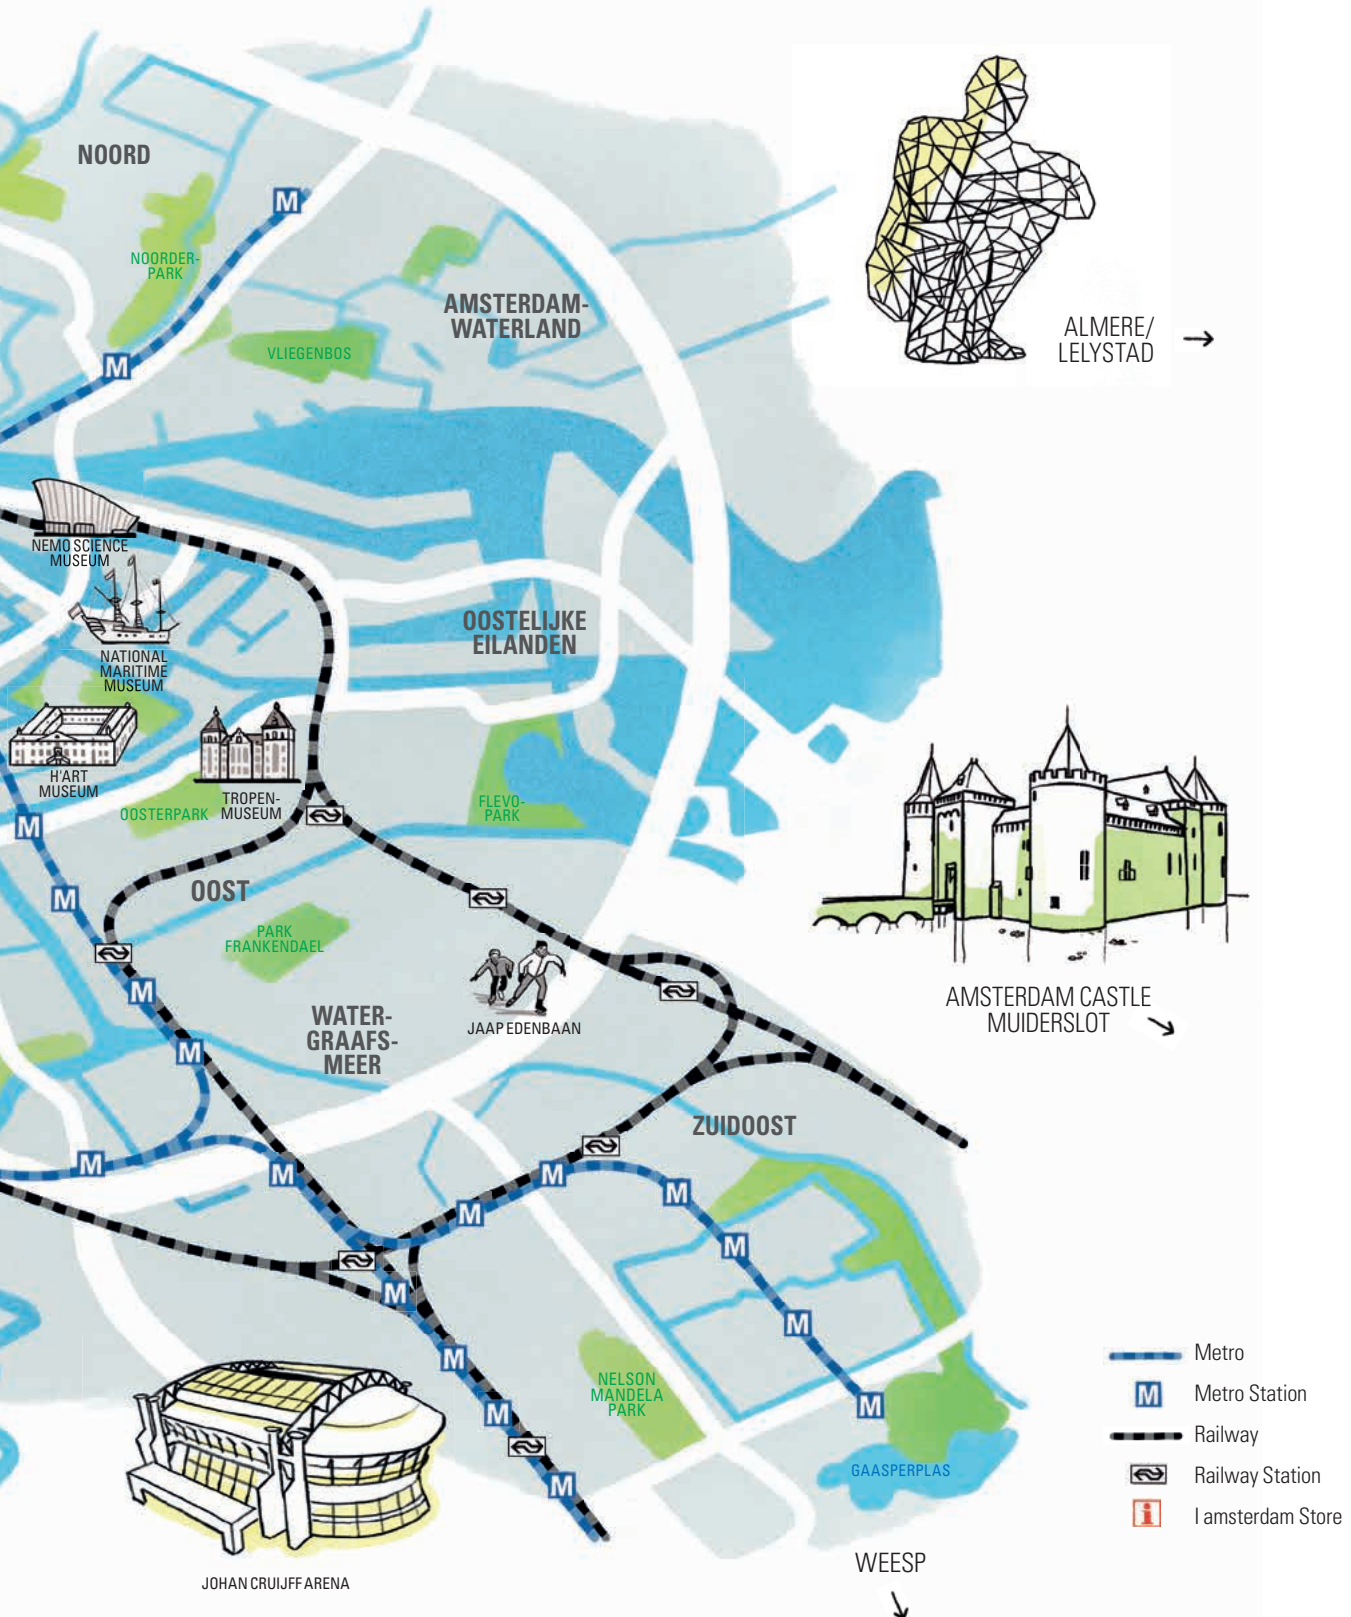 NOORD
M
NOORDER-
PARK
AMSTERDAM-
WATERLAND
ALMERE/
LELYSTAD
VLIEGENBOS
M
NEMO SCIENCE
MUSEUM
OOSTELIJKE
EILANDEN
NATIONAL
MARITIME
MUSEUM
H'ART
MUSEUM
TROPEN-
MUSEUM
OOSTERPARK
FLEVO-
PARK
M
M
OOST
PARK
FRANKENDAEL
M
WATER-
GRAAFS-
MEER
JAAP EDENBAAN
AMSTERDAM CASTLE
MUIDERSLOT
M
ZUIDOOST
M
M
M
M
M
M
M
M
M
M
M
M
M
NELSON
MANDELA
PARK
GAASPERPLAS
Metro
M Metro Station
Railway
Railway Station
i I amsterdam Store
WEESP
JOHAN CRUIJFF ARENA